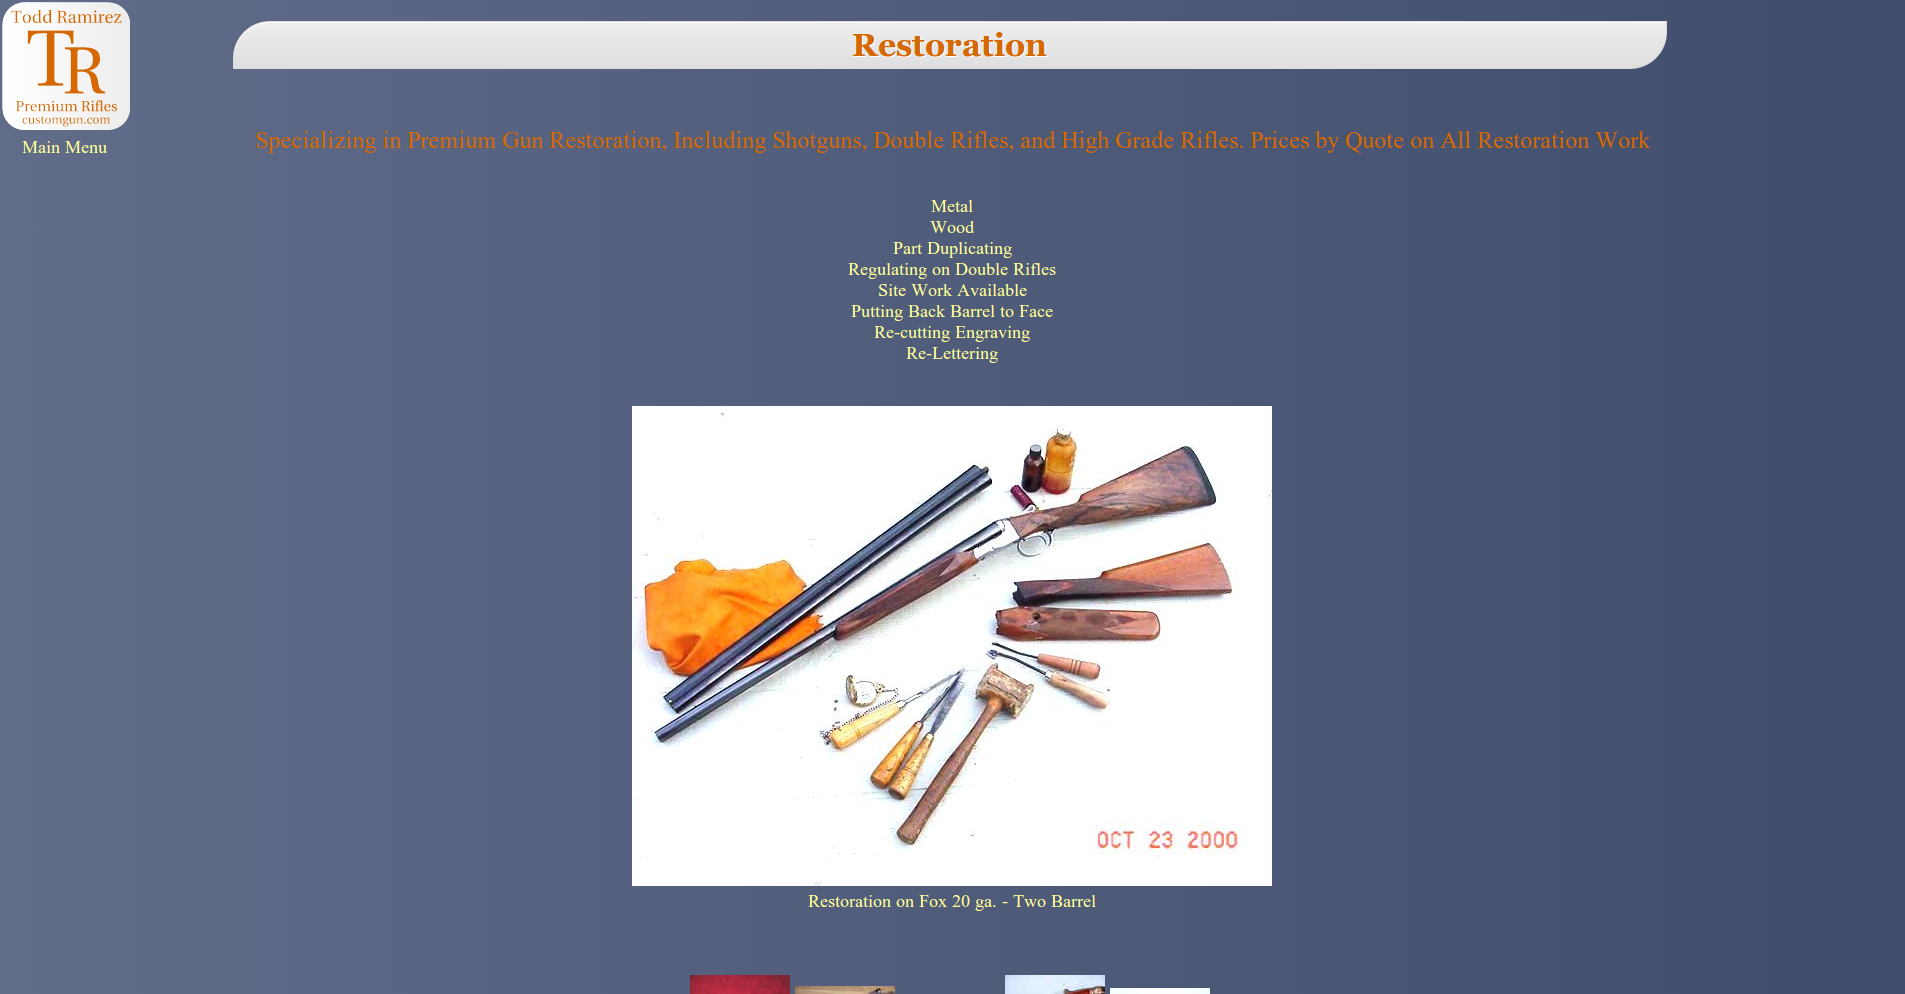 Todd Ramirez
TR
Premium Rifles
customgun.com
Main Menu
Restoration
Specializing in Premium Gun Restoration, Including Shotguns, Double Rifles, and High Grade Rifles. Prices by Quote on All Restoration Work
Metal
Wood
Part Duplicating
Regulating on Double Rifles
Site Work Available
Putting Back Barrel to Face
Re-cutting Engraving
Re-Lettering
OCT 23 2000
Restoration on Fox 20 ga. - Two Barrel